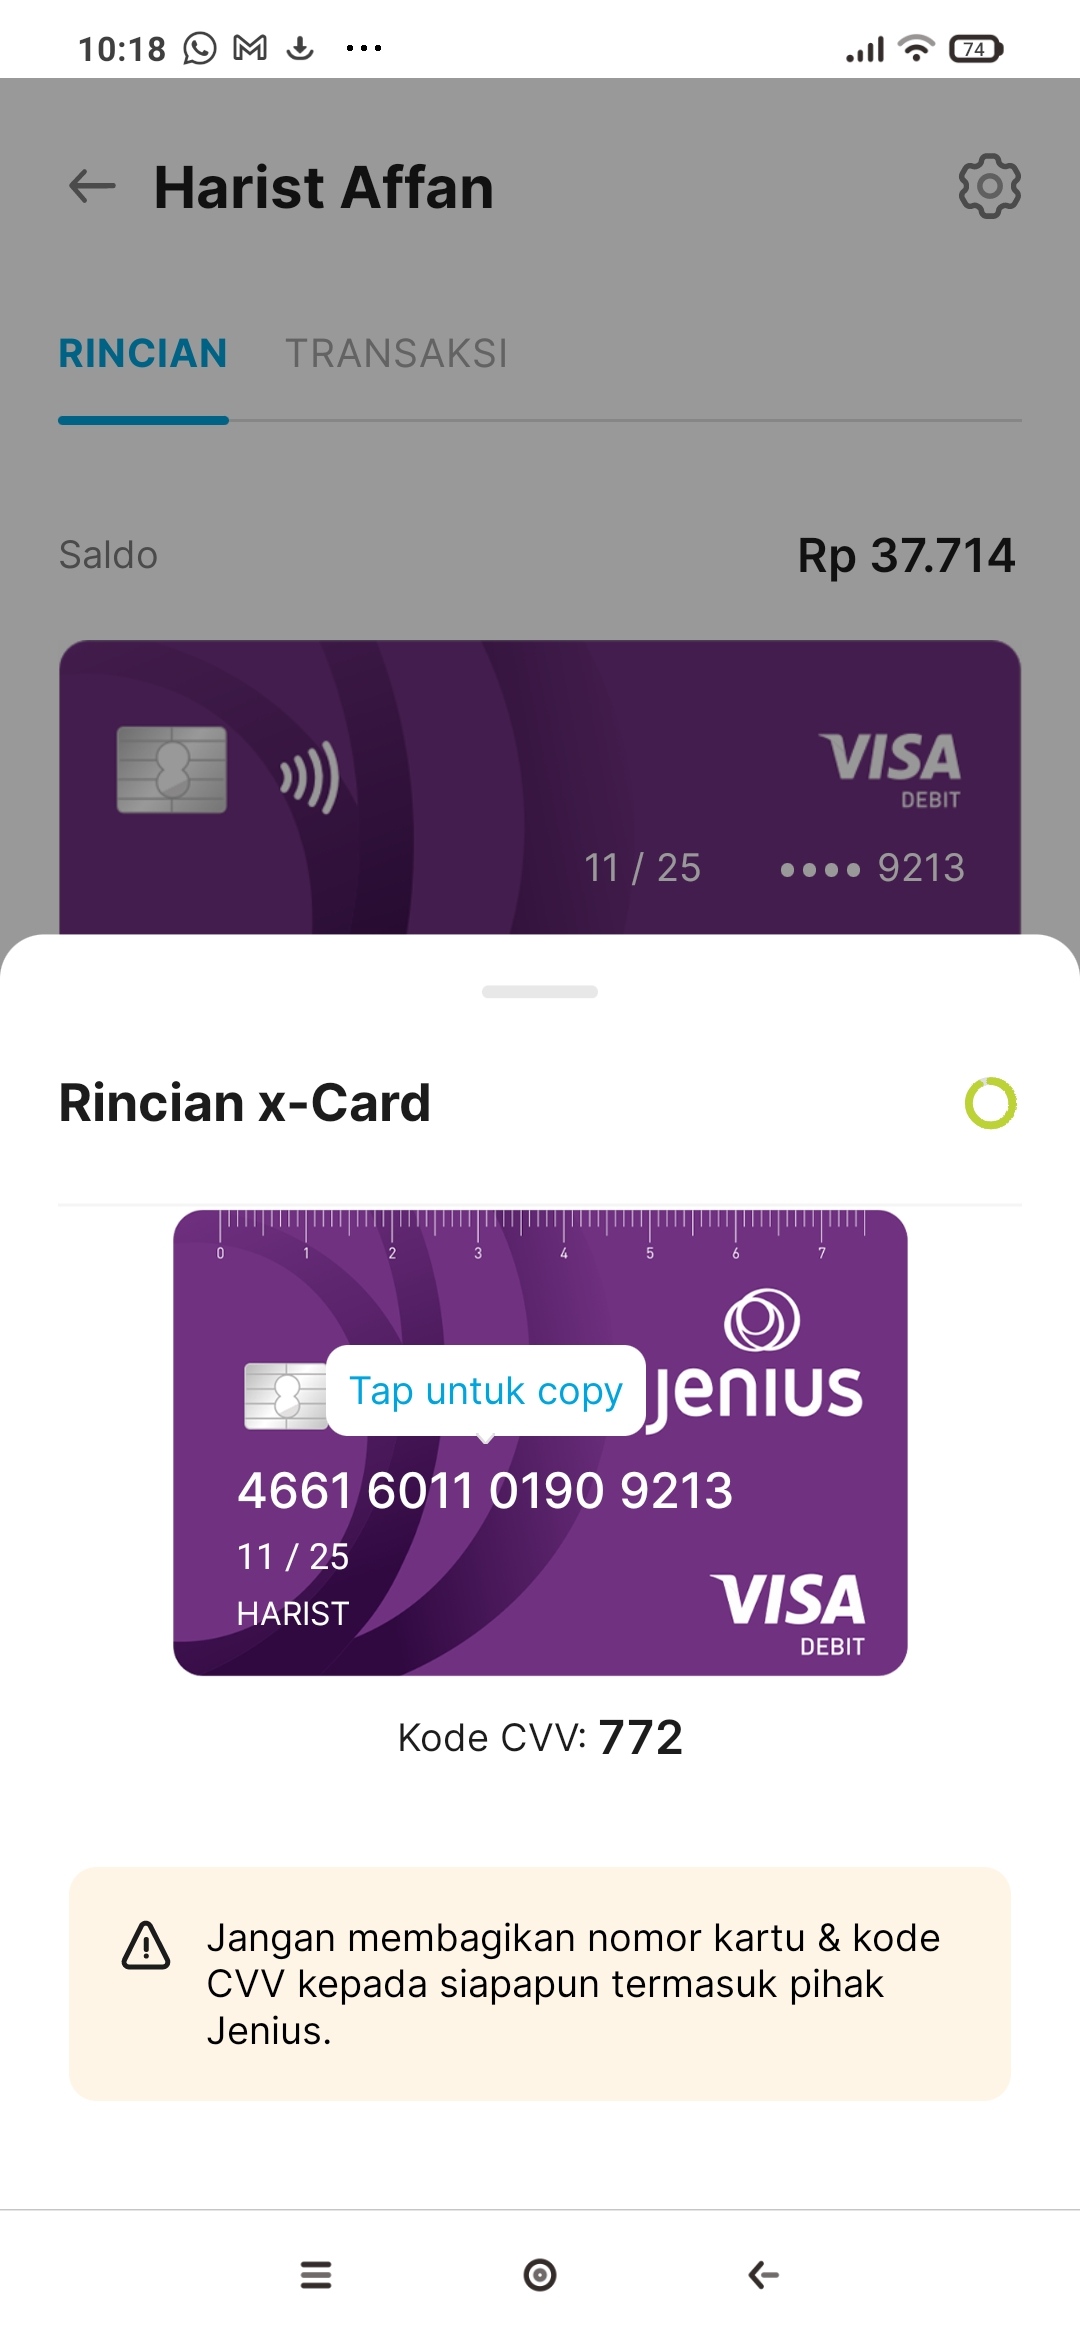 10:18
74
Harist Affan
RINCIAN TRANSAKSI
Saldo Rp 37.714
VISA
DEBIT
11 / 25 •••• 9213
Rincian x-Card
0 1 2 3 4 5 6 7
Tap untuk copy
jenius
4661 6011 0190 9213
11 / 25
HARIST
VISA
DEBIT
Kode CVV: 772
Jangan membagikan nomor kartu & kode
CVV kepada siapapun termasuk pihak
Jenius.